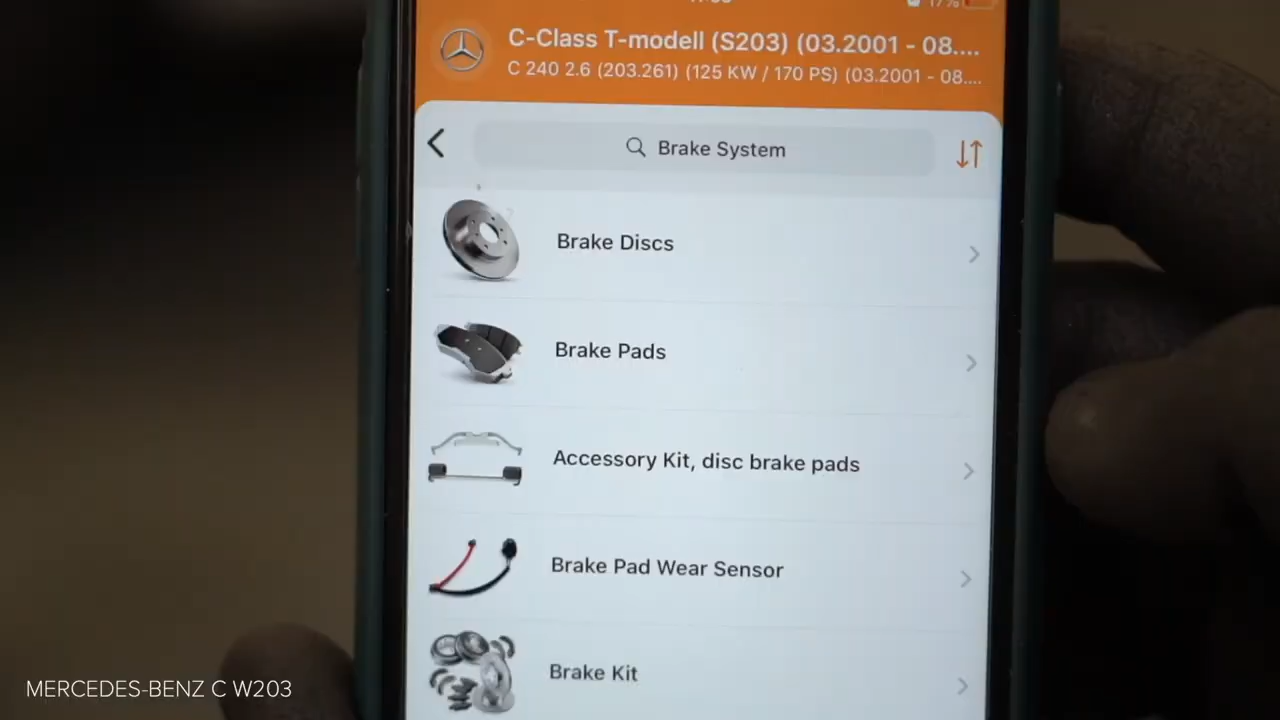 17%
C-Class T-modell (S203) (03.2001 - 08....
C 240 2.6 (203.261) (125 KW / 170 PS) (03.2001 - 08....
Brake System
Brake Discs
Brake Pads
Accessory Kit, disc brake pads
Brake Pad Wear Sensor
Brake Kit
MERCEDES-BENZ C W203